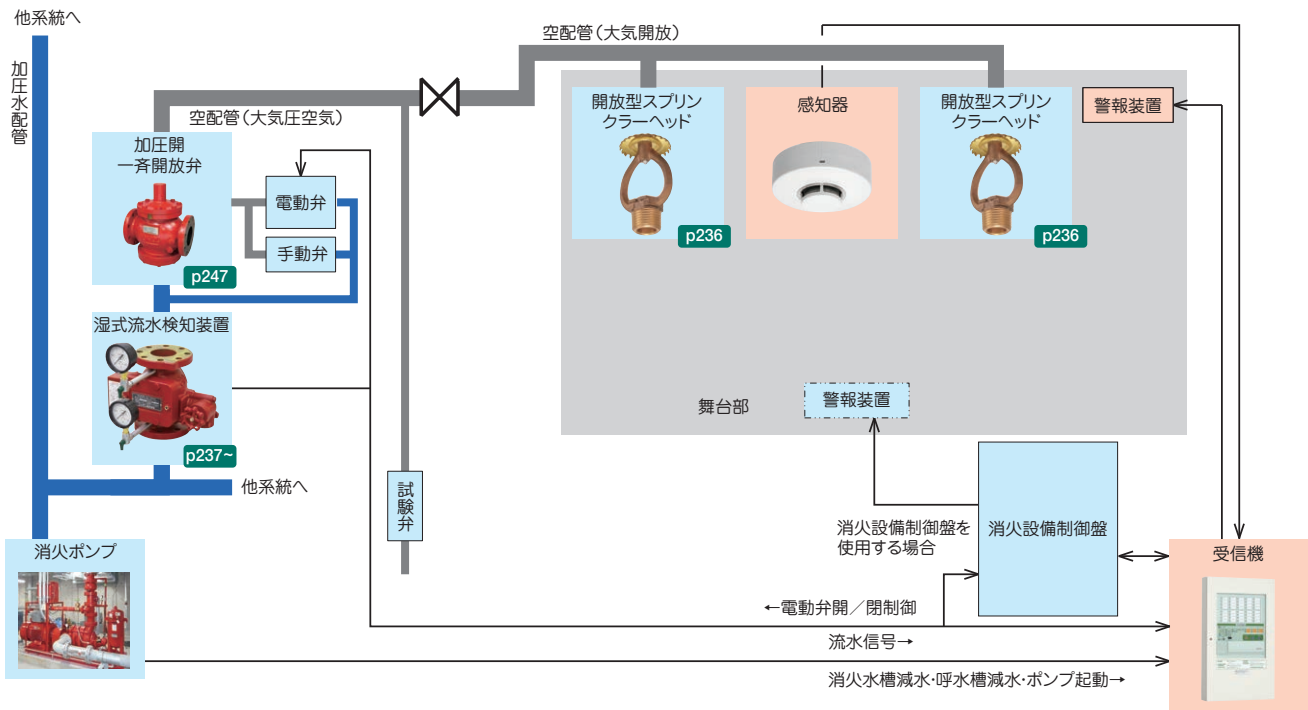 他系統へ
加圧水配管
空配管（大気開放）
空配管（大気圧空気）
加圧開
一斉開放弁
p247
電動弁
手動弁
湿式流水検知装置
p237~
他系統へ
消火ポンプ
試験弁
開放型スプリン
クラーヘッド
p236
感知器
開放型スプリン
クラーヘッド
p236
警報装置
舞台部
警報装置
消火設備制御盤を
使用する場合
消火設備制御盤
受信機
←電動弁開／閉制御
流水信号→
消火水槽減水・呼水槽減水・ポンプ起動→